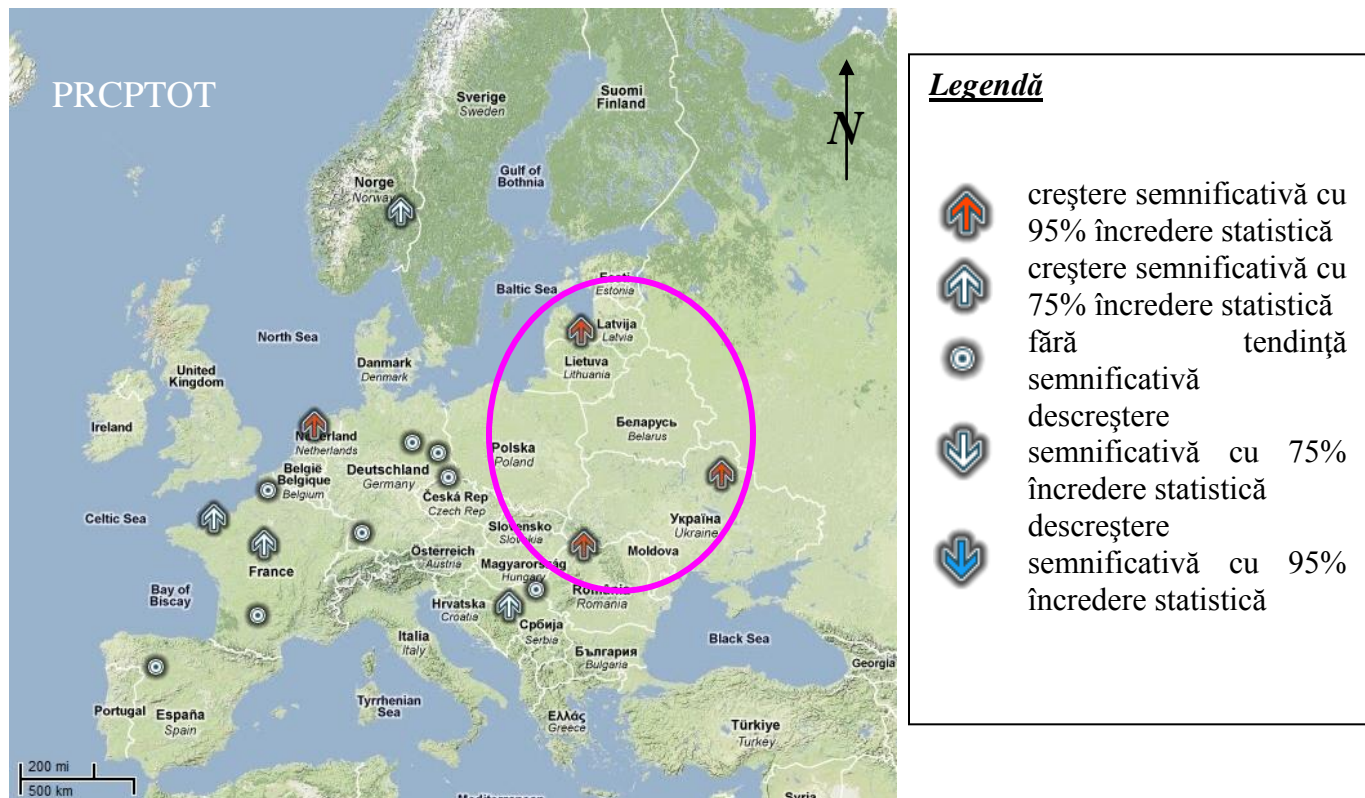 PRCPTOT
N
Sverige
Sweden
Suomi
Finland
Norge
Norway
Gulf of
Bothnia
Baltic Sea
Eesti
Estonia
Latvija
Latvia
Lietuva
Lithuania
North Sea
Danmark
Denmark
United
Kingdom
Ireland
Беларусь
Belarus
Nederland
Netherlands
Polska
Poland
België
Belgique
Belgium
Deutschland
Germany
Česká Rep
Czech Rep
Celtic Sea
Україна
Ukraine
Slovensko
Slovakia
Moldova
Österreich
Austria
Magyarország
Hungary
France
Bay of
Biscay
România
Romania
Hrvatska
Croatia
Србија
Serbia
Italia
Italy
Black Sea
България
Bulgaria
Georgia
Portugal
España
Spain
Tyrrhenian
Sea
Ελλάς
Greece
Türkiye
Turkey
200 mi
500 km
Mediterranean
Syria
Legendă
creştere semnificativă cu
95% încredere statistică
creştere semnificativă cu
75% încredere statistică
fără tendinţă
semnificativă
descreştere
semnificativă cu 75%
încredere statistică
descreştere
semnificativă cu 95%
încredere statistică